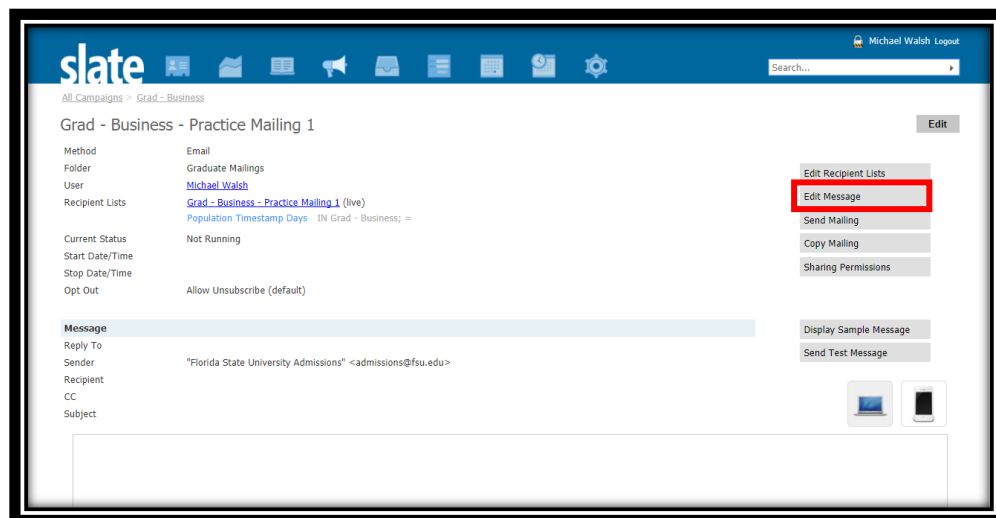 slate
Michael Walsh Logout
Search...
All Campaigns > Grad - Business
Grad - Business - Practice Mailing 1
Edit
Method Email
Folder Graduate Mailings
User Michael Walsh
Recipient Lists Grad - Business - Practice Mailing 1 (live)
Population Timestamp Days IN Grad - Business; =
Current Status Not Running
Start Date/Time
Stop Date/Time
Opt Out Allow Unsubscribe (default)
Edit Recipient Lists
Edit Message
Send Mailing
Copy Mailing
Sharing Permissions
Message
Reply To
Sender "Florida State University Admissions" <admissions@fsu.edu>
Recipient
CC
Subject
Display Sample Message
Send Test Message